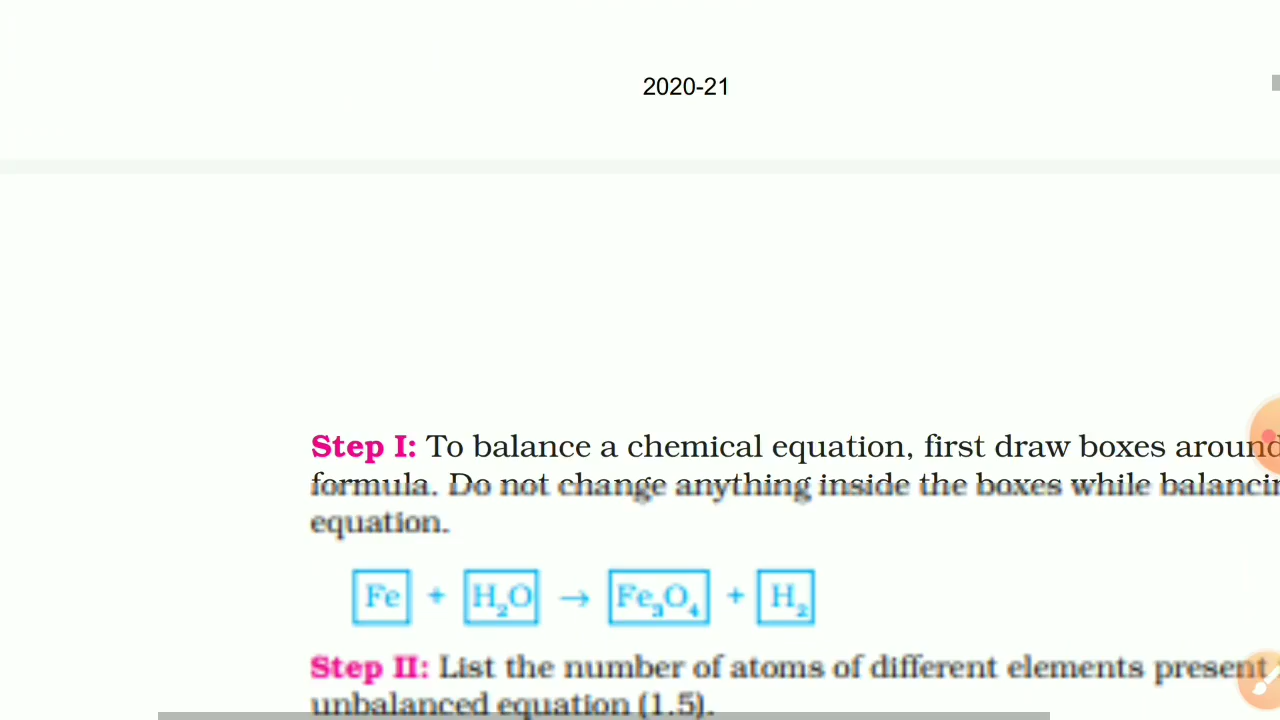 2020-21
Step I: To balance a chemical equation, first draw boxes around
formula. Do not change anything inside the boxes while balancin
equation.
Fe + H₂O → Fe₃O₄ + H₂
Step II: List the number of atoms of different elements present
unbalanced equation (1.5).